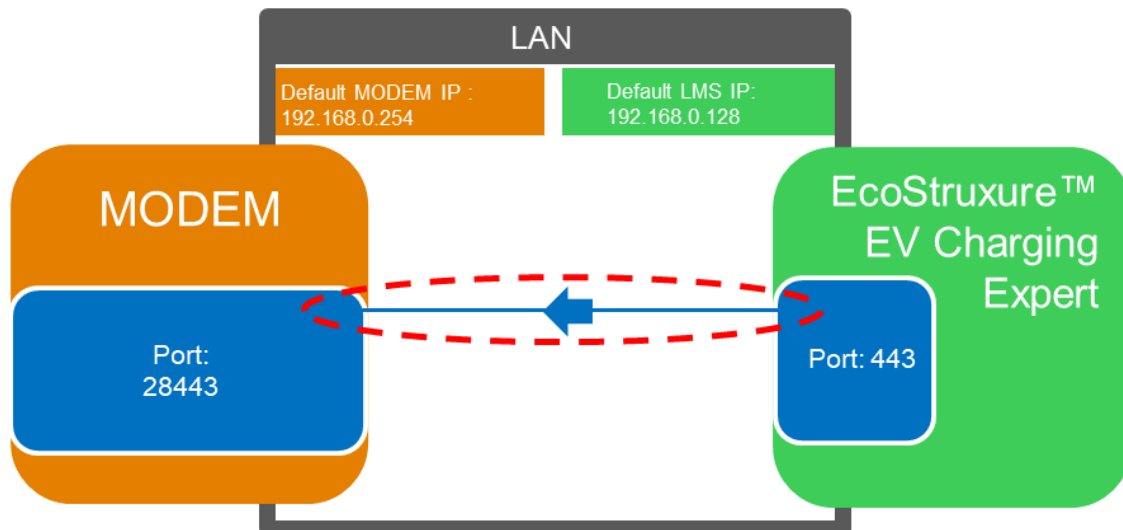 LAN
Default MODEM IP :
192.168.0.254
Default LMS IP:
192.168.0.128
MODEM
EcoStruxure™
EV Charging
Expert
Port:
28443
Port: 443